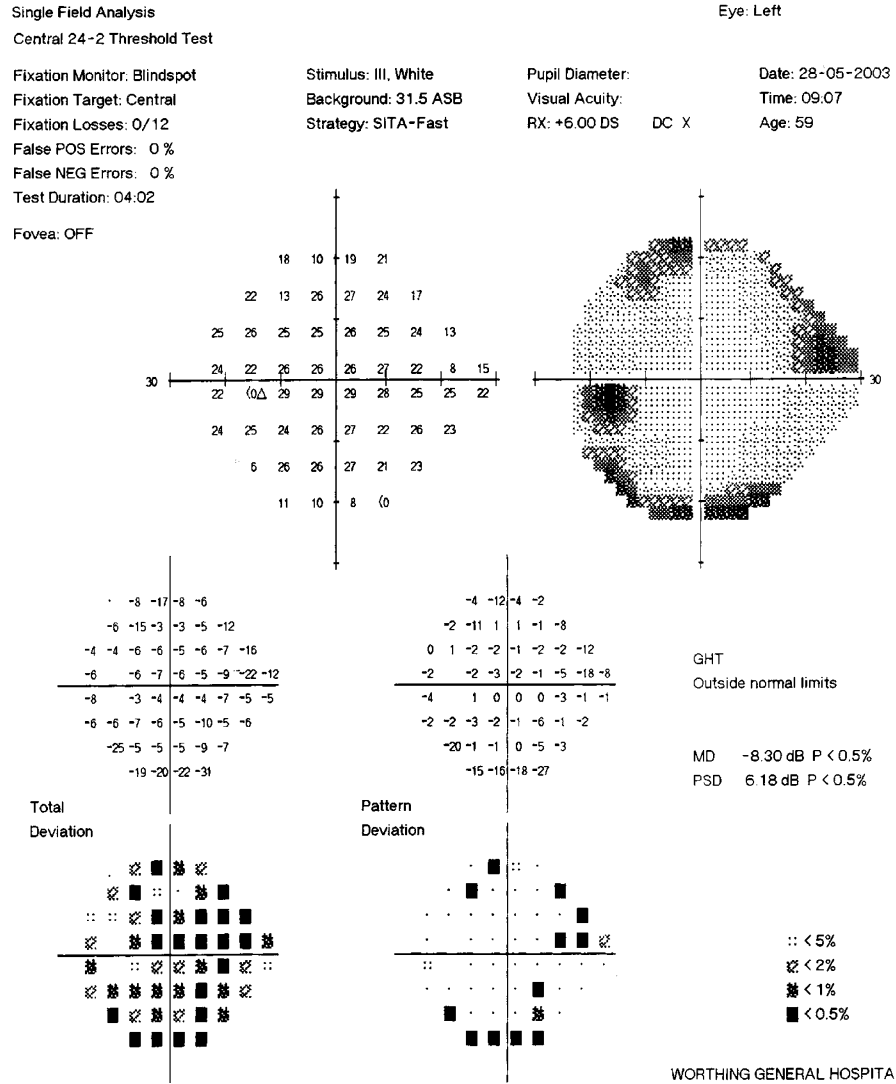 Single Field Analysis
Eye: Left
Central 24-2 Threshold Test
Fixation Monitor: Blindspot
Stimulus: III, White
Pupil Diameter:
Date: 28-05-2003
Fixation Target: Central
Background: 31.5 ASB
Visual Acuity:
Time: 09:07
Fixation Losses: 0/12
Strategy: SITA-Fast
RX: +6.00 DS DC X
Age: 59
False POS Errors: 0 %
False NEG Errors: 0 %
Test Duration: 04:02
Fovea: OFF
18 10 19 21
22 13 26 27 24 17
25 26 25 25 26 25 24 13
24 22 26 26 26 27 22 8 15
30
30
22 (0Δ 29 29 29 28 25 25 22
24 25 24 26 27 22 26 23
6 26 26 27 21 23
11 10 8 (0
-8 -17 -8 -6
-6 -15 -3 -3 -5 -12
-4 -4 -6 -6 -5 -6 -7 -16
-6 -6 -7 -6 -5 -9 -22 -12
-8 -3 -4 -4 -4 -7 -5 -5
-6 -6 -7 -6 -5 -10 -5 -6
-25 -5 -5 -5 -9 -7
-19 -20 -22 -31
-4 -12 -4 -2
-2 -11 1 1 -1 -8
0 1 -2 -2 -1 -2 -2 -12
-2 -2 -3 -2 -1 -5 -18 -8
-4 1 0 0 0 -3 -1 -1
-2 -2 -3 -2 -1 -6 -1 -2
-20 -1 -1 0 -5 -3
-15 -16 -18 -27
GHT
Outside normal limits
MD -8.30 dB P < 0.5%
PSD 6.18 dB P < 0.5%
Total
Deviation
Pattern
Deviation
< 5%
< 2%
< 1%
< 0.5%
WORTHING GENERAL HOSPITA